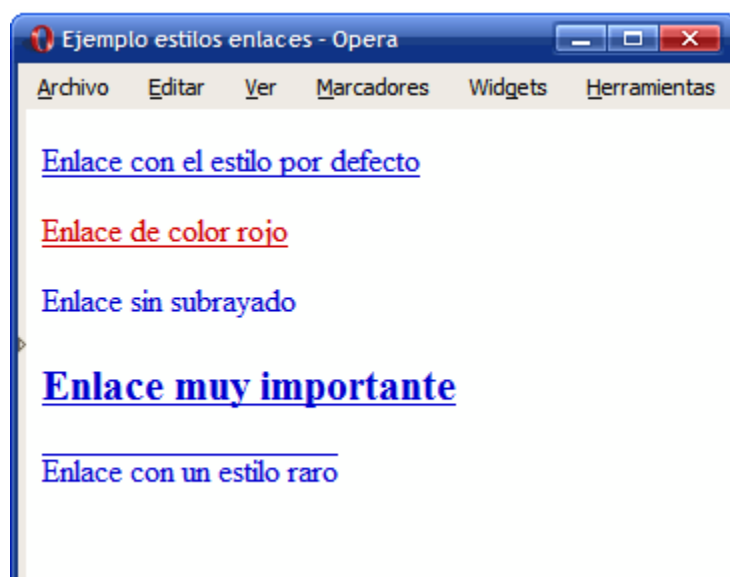 Ejemplo estilos enlaces - Opera
Archivo Editar Ver Marcadores Widgets Herramientas
Enlace con el estilo por defecto
Enlace de color rojo
Enlace sin subrayado
Enlace muy importante
Enlace con un estilo raro